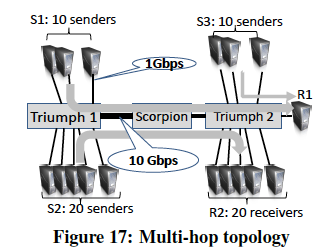 S1: 10 senders
S3: 10 senders
1Gbps
R1
Triumph 1
Scorpion
Triumph 2
10 Gbps
S2: 20 senders
R2: 20 receivers
Figure 17: Multi-hop topology